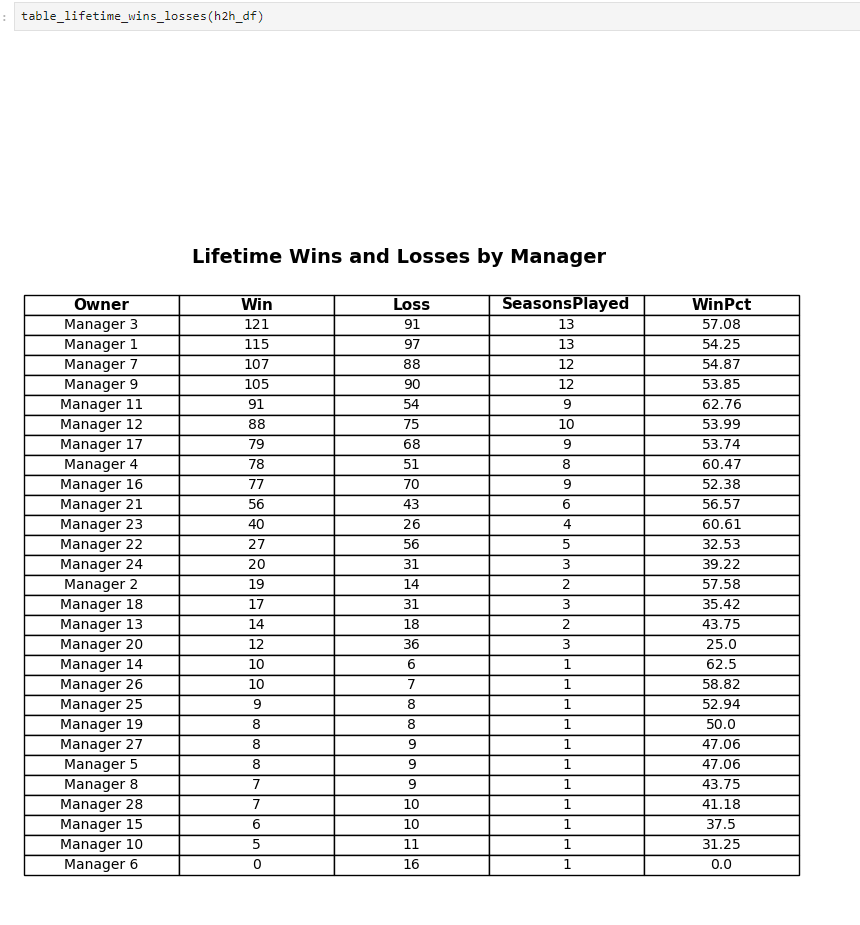 : table_lifetime_wins_losses(h2h_df)
Lifetime Wins and Losses by Manager
Owner Win Loss SeasonsPlayed WinPct
Manager 3 121 91 13 57.08
Manager 1 115 97 13 54.25
Manager 7 107 88 12 54.87
Manager 9 105 90 12 53.85
Manager 11 91 54 9 62.76
Manager 12 88 75 10 53.99
Manager 17 79 68 9 53.74
Manager 4 78 51 8 60.47
Manager 16 77 70 9 52.38
Manager 21 56 43 6 56.57
Manager 23 40 26 4 60.61
Manager 22 27 56 5 32.53
Manager 24 20 31 3 39.22
Manager 2 19 14 2 57.58
Manager 18 17 31 3 35.42
Manager 13 14 18 2 43.75
Manager 20 12 36 3 25.0
Manager 14 10 6 1 62.5
Manager 26 10 7 1 58.82
Manager 25 9 8 1 52.94
Manager 19 8 8 1 50.0
Manager 27 8 9 1 47.06
Manager 5 8 9 1 47.06
Manager 8 7 9 1 43.75
Manager 28 7 10 1 41.18
Manager 15 6 10 1 37.5
Manager 10 5 11 1 31.25
Manager 6 0 16 1 0.0